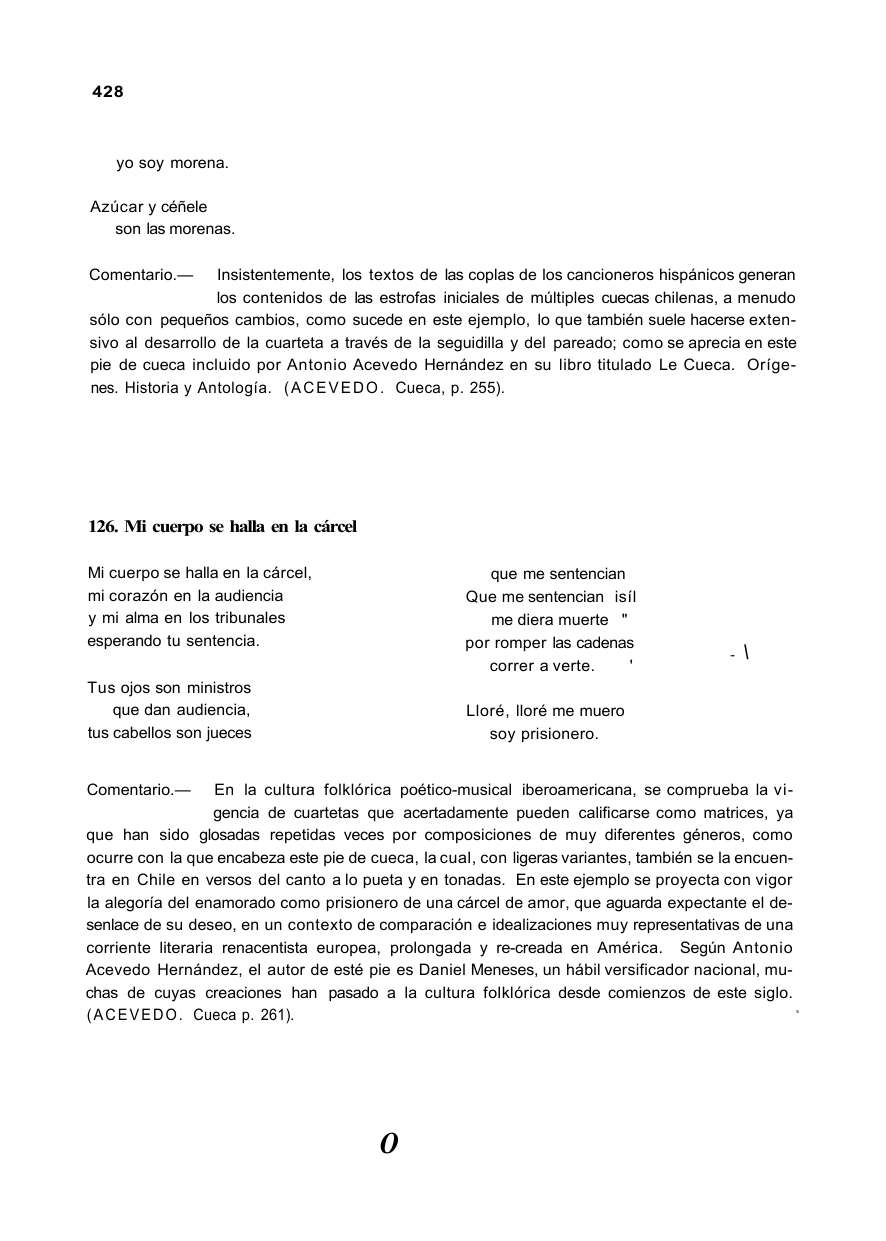 428
yo soy morena.
Azúcar y céñele
son las morenas.
Comentario.— Insistentemente, los textos de las coplas de los cancioneros hispánicos generan
los contenidos de las estrofas iniciales de múltiples cuecas chilenas, a menudo
sólo con pequeños cambios, como sucede en este ejemplo, lo que también suele hacerse exten-
sivo al desarrollo de la cuarteta a través de la seguidilla y del pareado; como se aprecia en este
pie de cueca incluido por Antonio Acevedo Hernández en su libro titulado Le Cueca. Oríge-
nes. Historia y Antología. (ACEVEDO. Cueca, p. 255).
126. Mi cuerpo se halla en la cárcel
Mi cuerpo se halla en la cárcel,
mi corazón en la audiencia
y mi alma en los tribunales
esperando tu sentencia.
Tus ojos son ministros
que dan audiencia,
tus cabellos son jueces
que me sentencian
Que me sentencian isíl
me diera muerte "
por romper las cadenas
correr a verte. '
- \
Lloré, lloré me muero
soy prisionero.
Comentario.— En la cultura folklórica poético-musical iberoamericana, se comprueba la vi-
gencia de cuartetas que acertadamente pueden calificarse como matrices, ya
que han sido glosadas repetidas veces por composiciones de muy diferentes géneros, como
ocurre con la que encabeza este pie de cueca, la cual, con ligeras variantes, también se la encuen-
tra en Chile en versos del canto a lo pueta y en tonadas. En este ejemplo se proyecta con vigor
la alegoría del enamorado como prisionero de una cárcel de amor, que aguarda expectante el de-
senlace de su deseo, en un contexto de comparación e idealizaciones muy representativas de una
corriente literaria renacentista europea, prolongada y re-creada en América. Según Antonio
Acevedo Hernández, el autor de esté pie es Daniel Meneses, un hábil versificador nacional, mu-
chas de cuyas creaciones han pasado a la cultura folklórica desde comienzos de este siglo.
(ACEVEDO. Cueca p. 261).
O